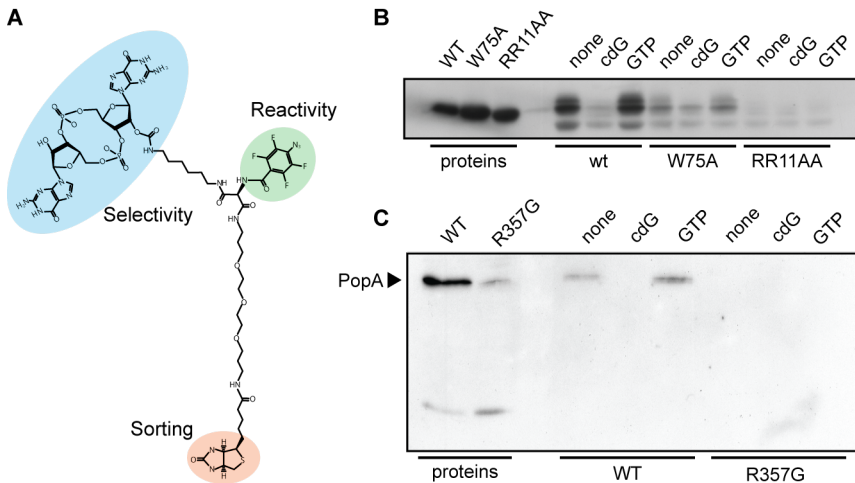 A
Selectivity
Reactivity
Sorting
B
WT
W75A
RR11AA
none
cdG
GTP
none
cdG
GTP
none
cdG
GTP
proteins
wt
W75A
RR11AA
C
WT
R357G
none
cdG
GTP
none
cdG
GTP
PopA
proteins
WT
R357G